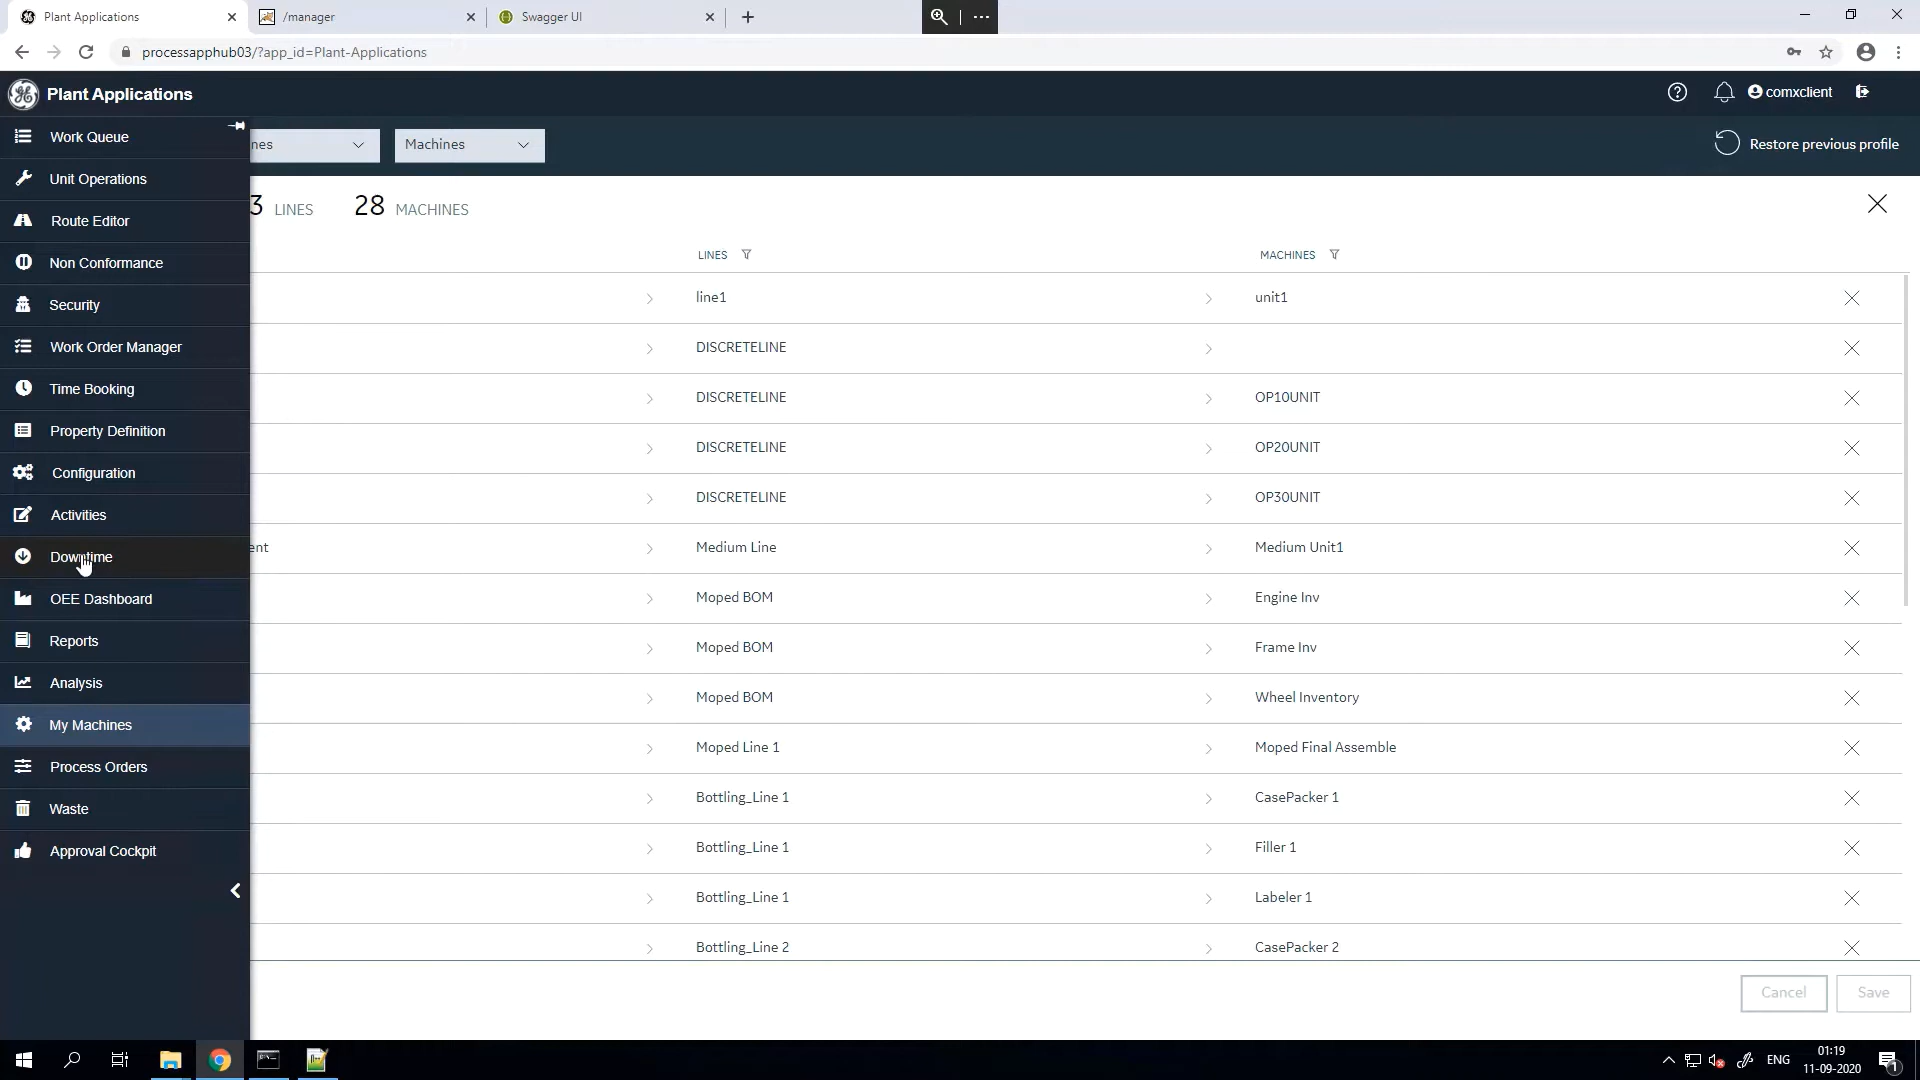 Plant Applications
/manager
Swagger UI
processapphub03/?app_id=Plant-Applications
Plant Applications
comxclient
Work Queue
nes
Machines
Restore previous profile
Unit Operations
3 LINES 28 MACHINES
Route Editor
LINES MACHINES
Non Conformance
Security
line1 unit1
Work Order Manager
DISCRETELINE
Time Booking
DISCRETELINE OP10UNIT
Property Definition
DISCRETELINE OP20UNIT
Configuration
DISCRETELINE OP30UNIT
Activities
ent Medium Line Medium Unit1
Downtime
Moped BOM Engine Inv
OEE Dashboard
Moped BOM Frame Inv
Reports
Moped BOM Wheel Inventory
Analysis
My Machines
Moped Line 1 Moped Final Assemble
Process Orders
Bottling_Line 1 CasePacker 1
Waste
Bottling_Line 1 Filler 1
Approval Cockpit
Bottling_Line 1 Labeler 1
Bottling_Line 2 CasePacker 2
Cancel Save
ENG
01:19
11-09-2020
1